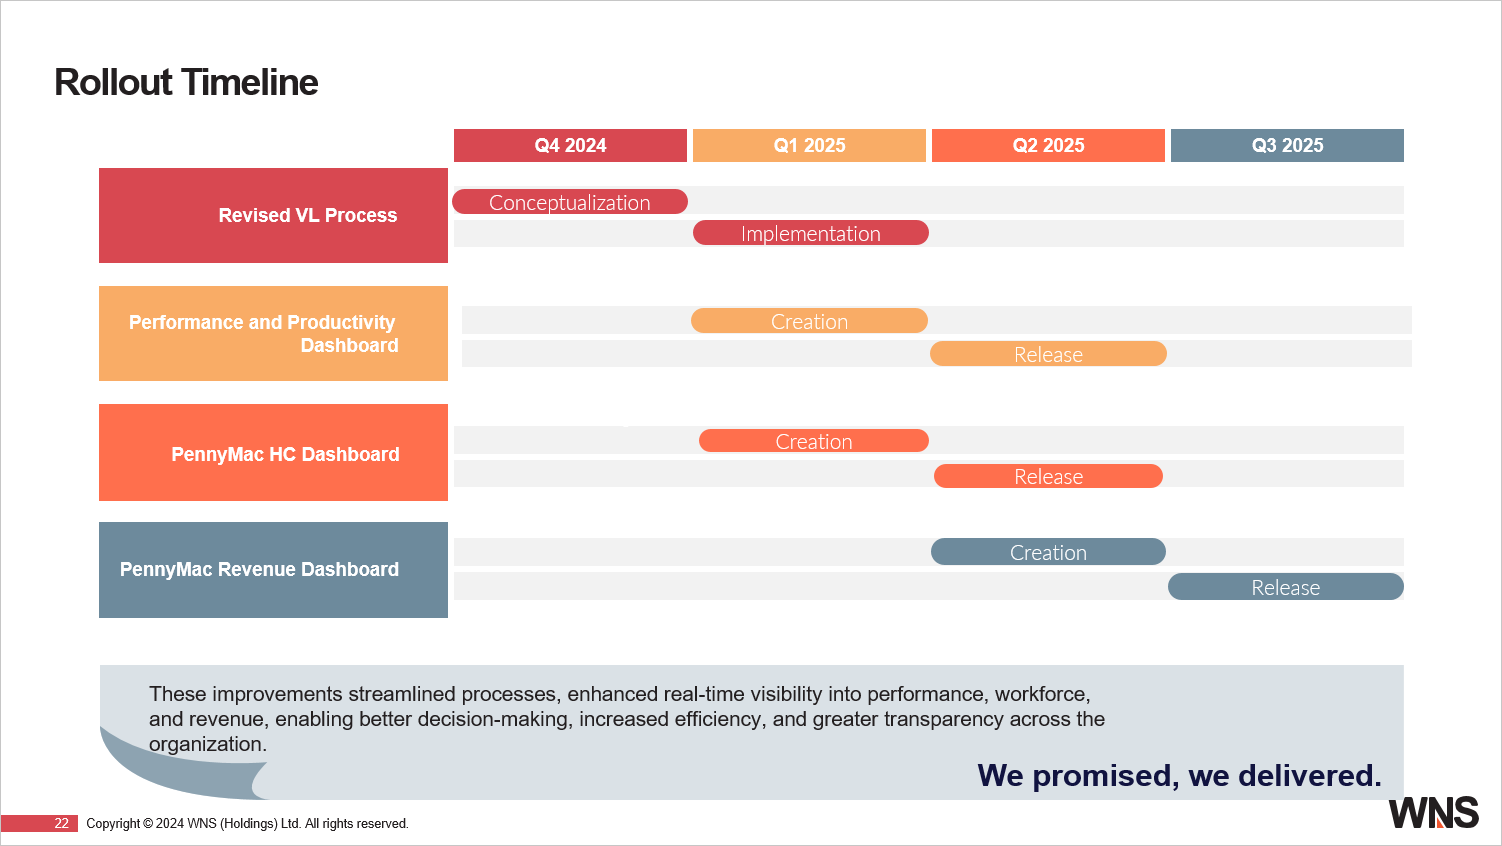 Rollout Timeline
Q4 2024
Q1 2025
Q2 2025
Q3 2025
Revised VL Process
Conceptualization
Implementation
Performance and Productivity
Dashboard
Creation
Release
PennyMac HC Dashboard
Creation
Release
PennyMac Revenue Dashboard
Creation
Release
These improvements streamlined processes, enhanced real-time visibility into performance, workforce,
and revenue, enabling better decision-making, increased efficiency, and greater transparency across the
organization.
We promised, we delivered.
22
Copyright © 2024 WNS (Holdings) Ltd. All rights reserved.
WNS